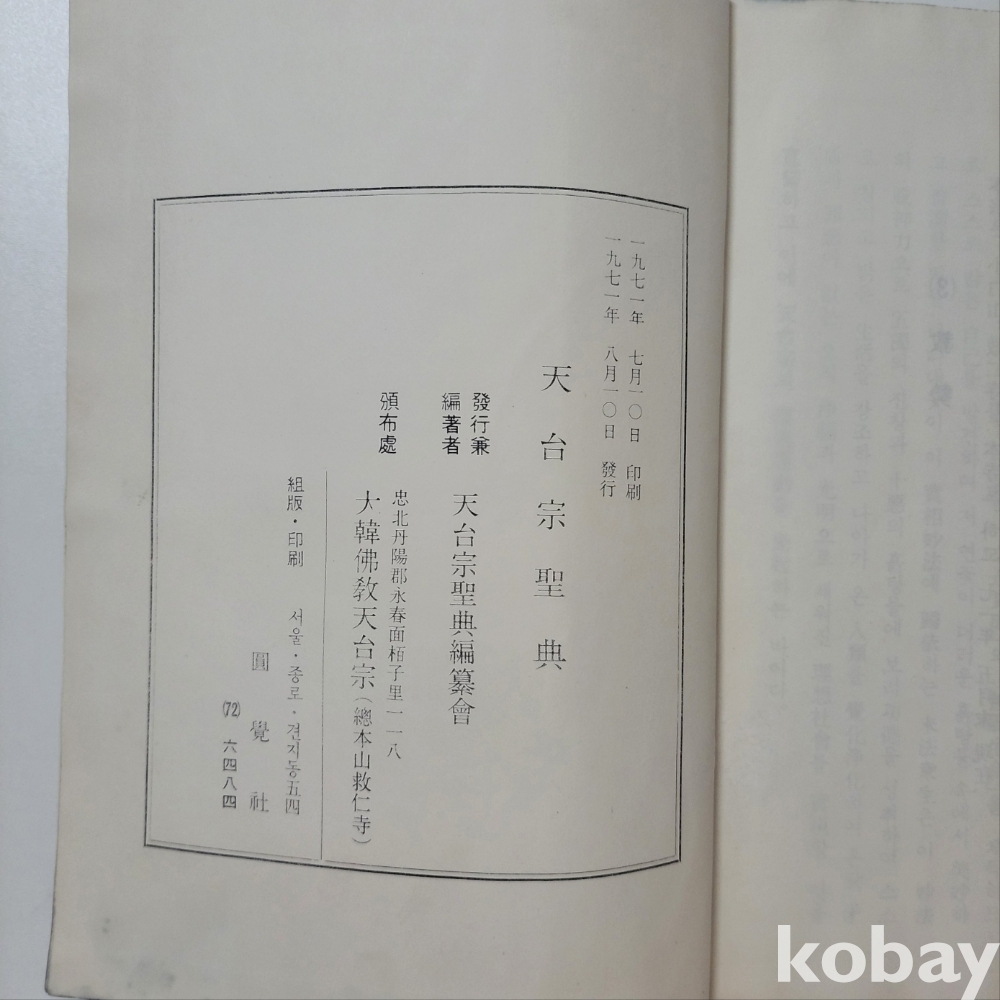 一九七一年 七月一〇日 印刷
一九七一年 八月一〇日 發行
天台宗聖典
發行兼
編著者
天台宗聖典編纂會
頒布處
忠北丹陽郡永春面栢子里一一八
大韓佛敎天台宗(總本山救仁寺)
組版·印刷
서울·종로·견지동五四
圓覺社
(72) 六四八四
kobay